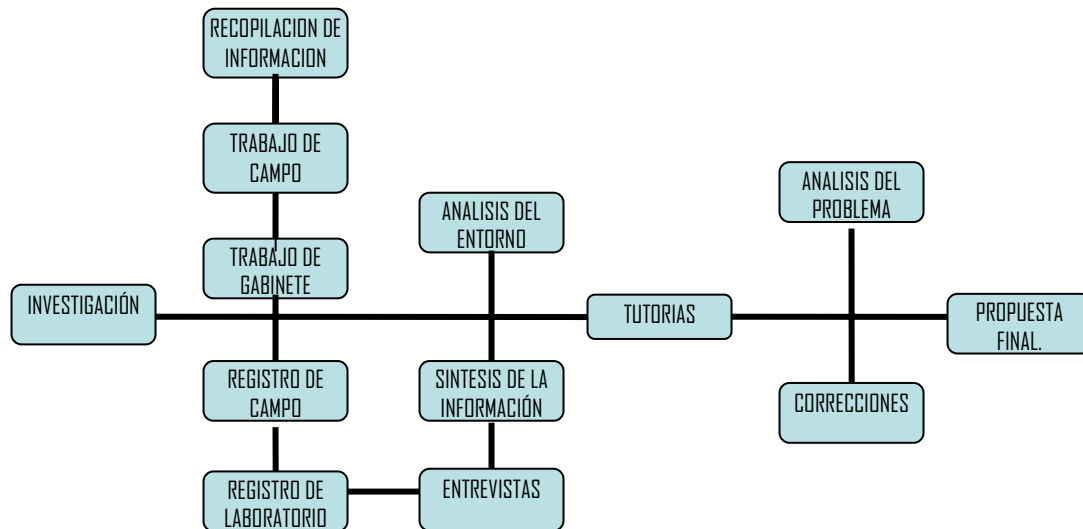 RECOPILACION DE
INFORMACION
TRABAJO DE
CAMPO
TRABAJO DE
GABINETE
INVESTIGACIÓN
REGISTRO DE
CAMPO
REGISTRO DE
LABORATORIO
ANALISIS DEL
ENTORNO
SINTESIS DE LA
INFORMACIÓN
ENTREVISTAS
TUTORIAS
ANALISIS DEL
PROBLEMA
CORRECCIONES
PROPUESTA
FINAL.